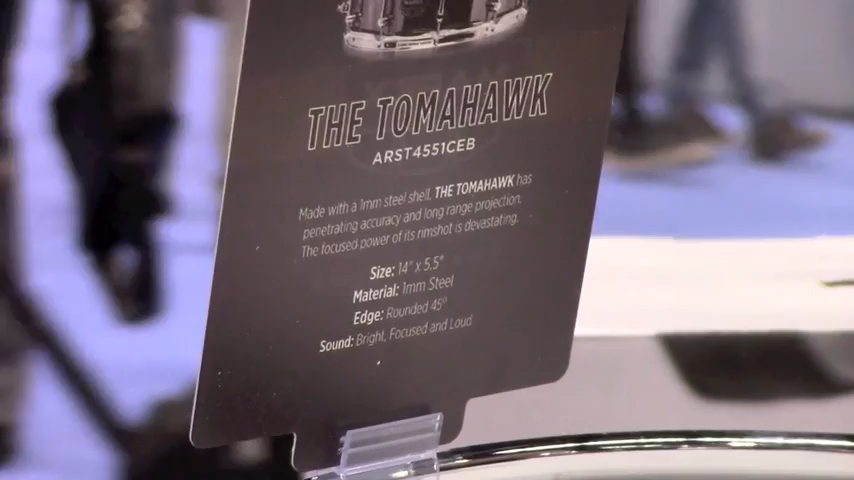 THE TOMAHAWK
ARST4551CEB
Made with a 1mm steel shell, THE TOMAHAWK has
penetrating accuracy and long range projection.
The focused power of its rimshot is devastating.
Size: 14" x 5.5"
Material: 1mm Steel
Edge: Rounded 45°
Sound: Bright, Focused and Loud